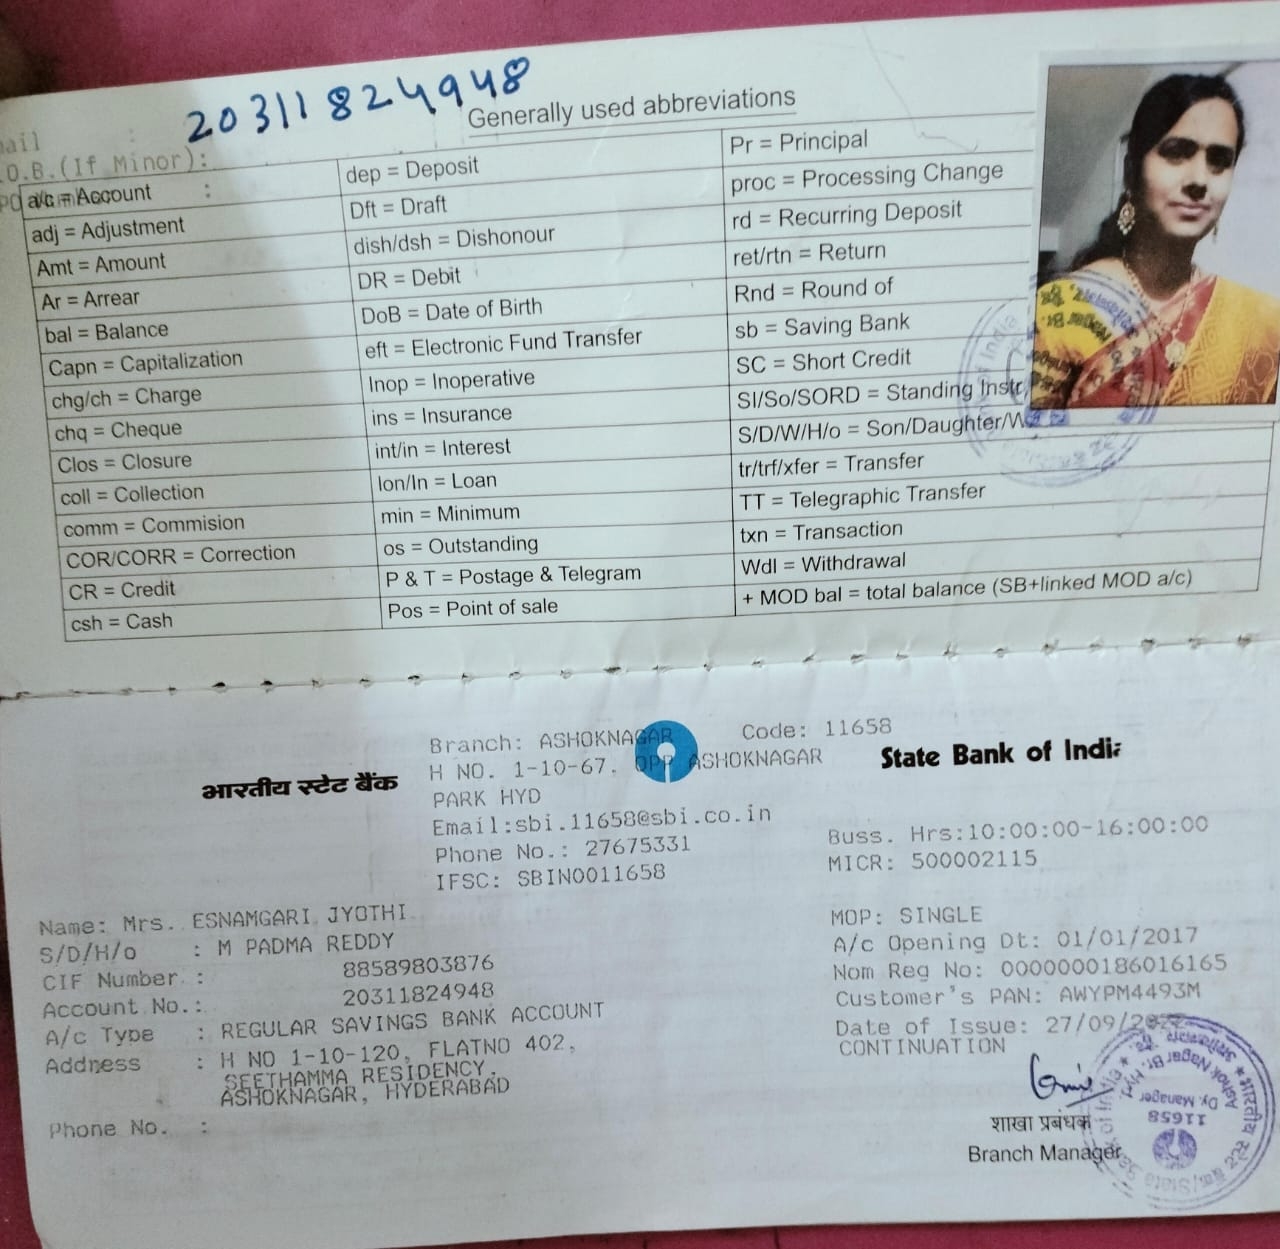 20311824948
Generally used abbreviations
ail :
.O.B.(If Minor):
a/c = Account :
adj = Adjustment
Amt = Amount
Ar = Arrear
bal = Balance
Capn = Capitalization
chg/ch = Charge
chq = Cheque
Clos = Closure
coll = Collection
comm = Commision
COR/CORR = Correction
CR = Credit
csh = Cash
dep = Deposit
Dft = Draft
dish/dsh = Dishonour
DR = Debit
DoB = Date of Birth
eft = Electronic Fund Transfer
Inop = Inoperative
ins = Insurance
int/in = Interest
lon/ln = Loan
min = Minimum
os = Outstanding
P & T = Postage & Telegram
Pos = Point of sale
Pr = Principal
proc = Processing Change
rd = Recurring Deposit
ret/rtn = Return
Rnd = Round of
sb = Saving Bank
SC = Short Credit
SI/So/SORD = Standing Instr
S/D/W/H/o = Son/Daughter/W
tr/trf/xfer = Transfer
TT = Telegraphic Transfer
txn = Transaction
Wdl = Withdrawal
+ MOD bal = total balance (SB+linked MOD a/c)
भारतीय स्टेट बैंक
State Bank of India
Branch: ASHOKNAGAR Code: 11658
H NO. 1-10-67. OPP ASHOKNAGAR
PARK HYD
Email:sbi.11658@sbi.co.in
Phone No.: 27675331
IFSC: SBIN0011658
Buss. Hrs:10:00:00-16:00:00
MICR: 500002115
Name: Mrs. ESNAMGARI JYOTHI
S/D/H/o : M PADMA REDDY
CIF Number : 88589803876
Account No.: 20311824948
A/c Type : REGULAR SAVINGS BANK ACCOUNT
Address : H NO 1-10-120, FLATNO 402,
SEETHAMMA RESIDENCY,
ASHOKNAGAR, HYDERABAD
Phone No. :
MOP: SINGLE
A/c Opening Dt: 01/01/2017
Nom Reg No: 0000000186016165
Customer's PAN: AWYPM4493M
Date of Issue: 27/09/2022
CONTINUATION
शाखा प्रबंधक
Branch Manager
11658
Dy. Manager
Ashok Nagar Br. Hyd.